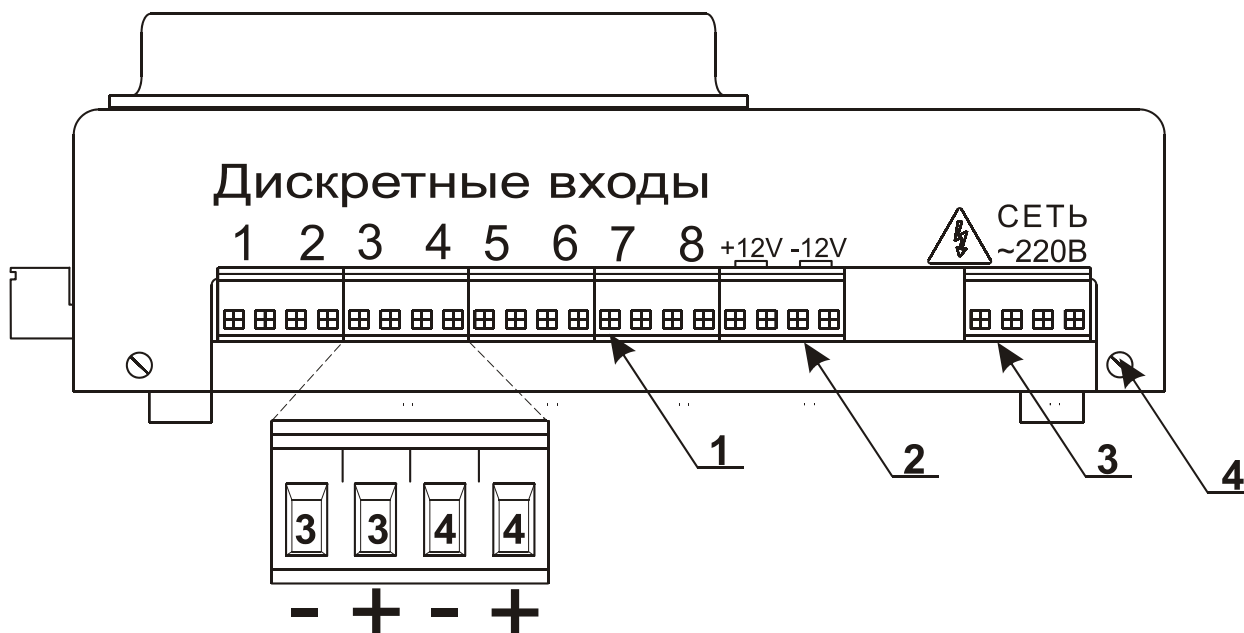 Дискретные входы
1 2 3 4 5 6 7 8 +12V -12V
СЕТЬ
~220В
1 2 3 4
3 3 4 4
- + - +